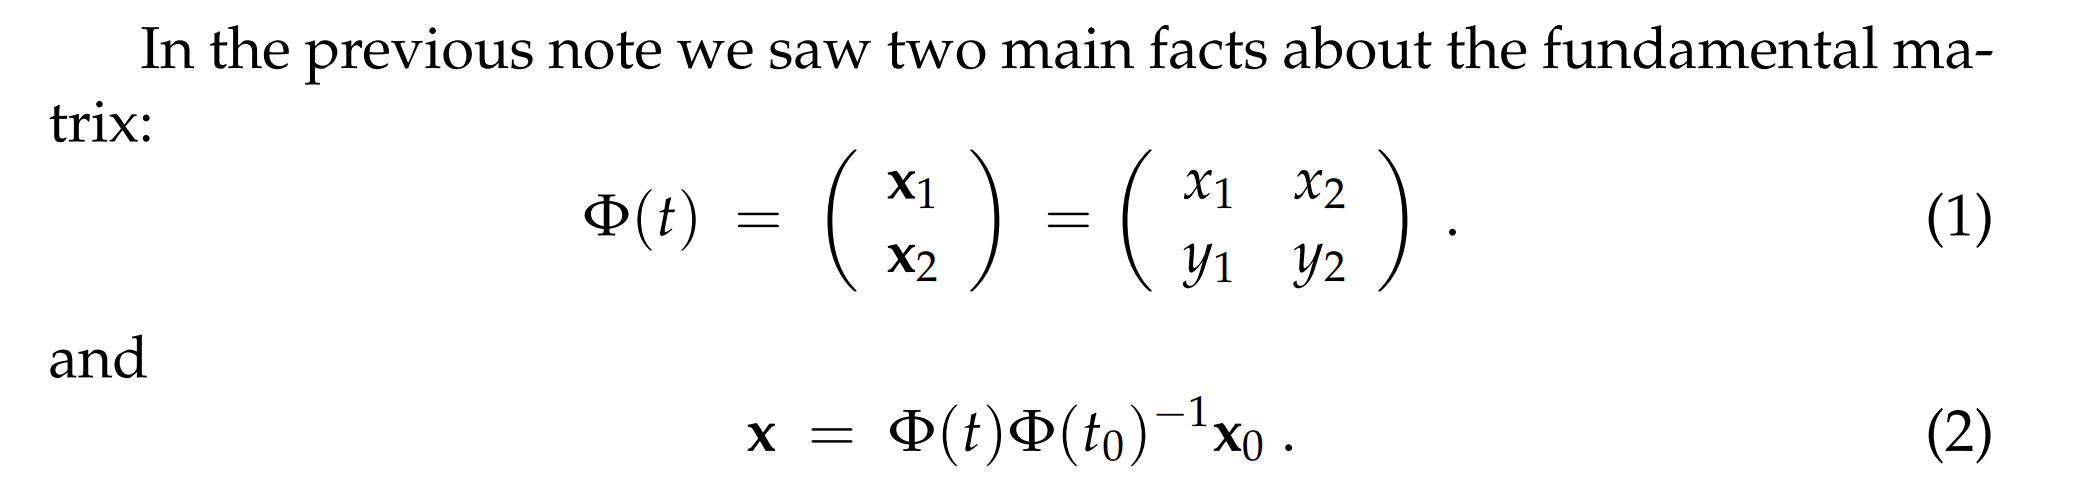 In the previous note we saw two main facts about the fundamental ma-
trix:
Φ(t) = ( x₁ x₂ ) = ( x₁ x₂ y₁ y₂ ) . (1)
and
x = Φ(t)Φ(t₀)⁻¹x₀ . (2)